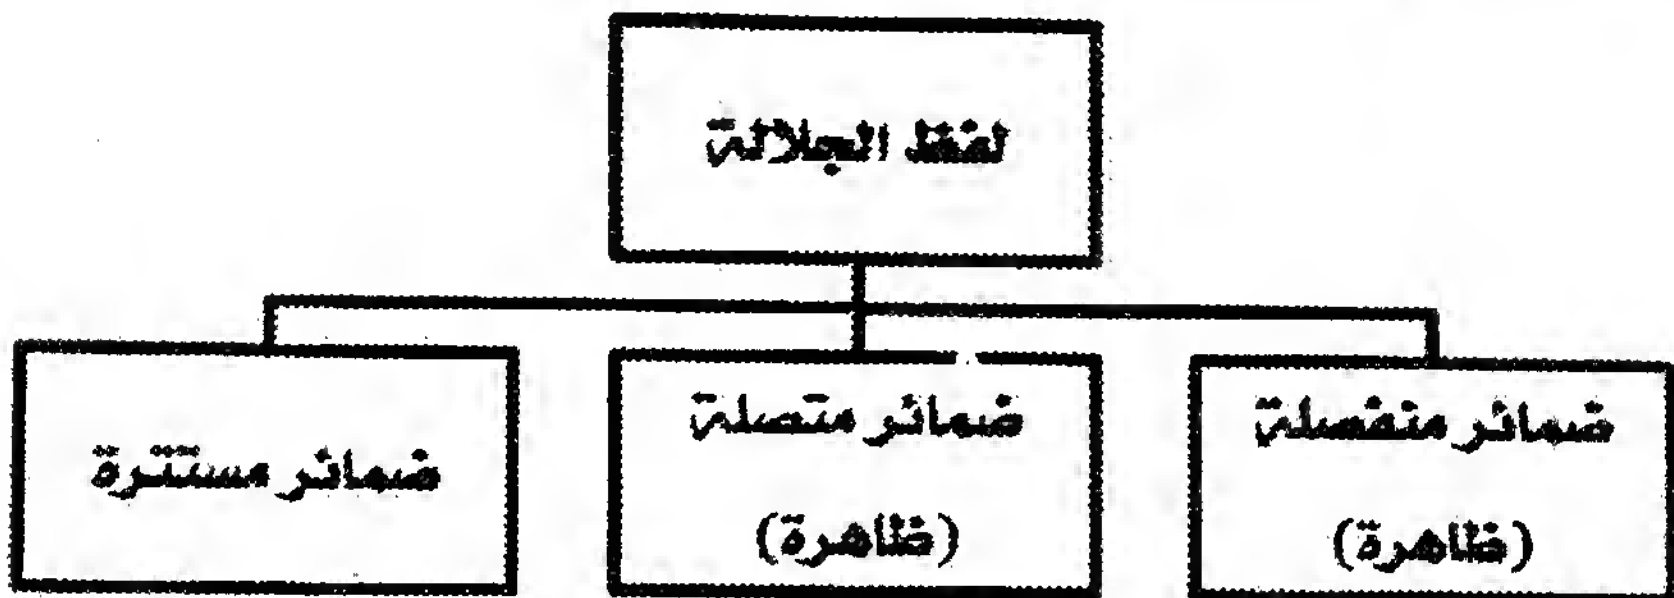 لفظ الجلالة
ضمائر منفصلة
(ظاهرة)
ضمائر متصلة
(ظاهرة)
ضمائر مستترة